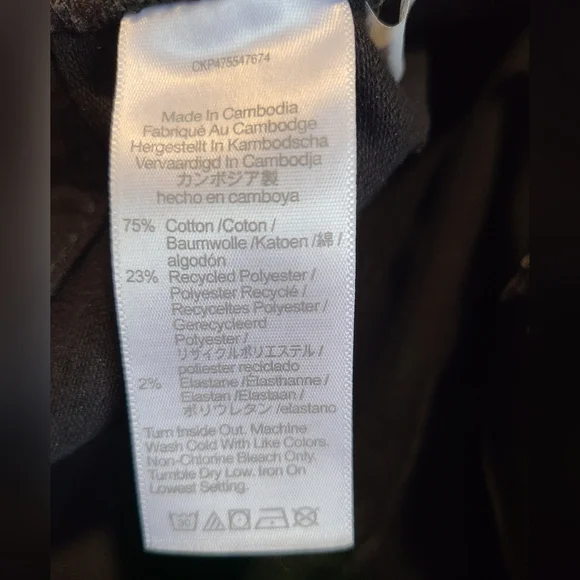 CKP475547674
Made In Cambodia
Fabriqué Au Cambodge
Hergestellt In Kambodscha
Vervaardigd In Cambodja
カンボジア製
hecho en camboya
75% Cotton /Coton /
Baumwolle /Katoen /綿 /
algodón
23% Recycled Polyester /
Polyester Recyclé /
Recyceltes Polyester /
Gerecycleerd
Polyester /
リサイクルポリエステル /
poliester reciclado
2% Elastane /Élasthanne /
Elastan /Elastaan /
ポリウレタン /elastano
Turn Inside Out. Machine
Wash Cold With Like Colors.
Non-Chlorine Bleach Only.
Tumble Dry Low. Iron On
Lowest Setting.